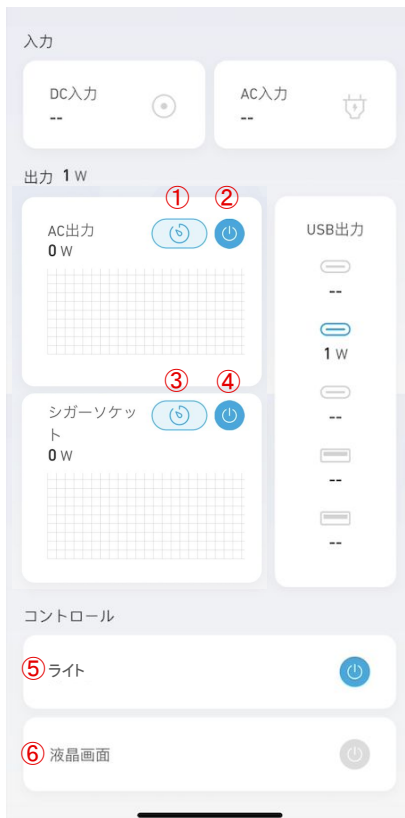 入力
DC入力
--
AC入力
--
出力 1 W
① ②
AC出力
0 W
③ ④
シガーソケッ
ト
0 W
USB出力
--
1 W
--
--
--
コントロール
⑤ ライト
⑥ 液晶画面